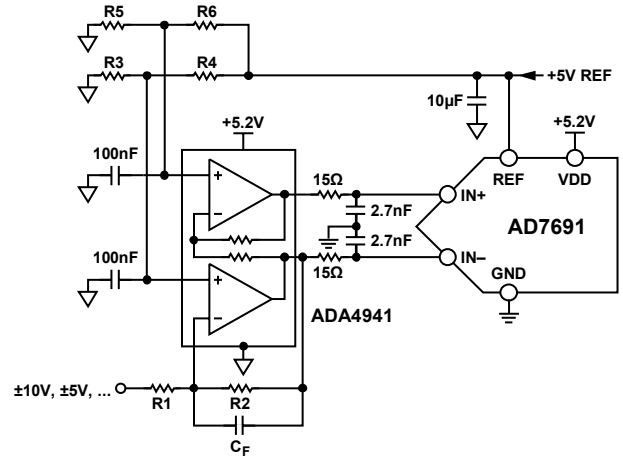 R5
R6
R3
R4
+5V REF
10µF
+5.2V
+5.2V
100nF
15Ω
REF
VDD
IN+
2.7nF
AD7691
2.7nF
IN–
100nF
15Ω
GND
ADA4941
±10V, ±5V, ...
R1
R2
CF